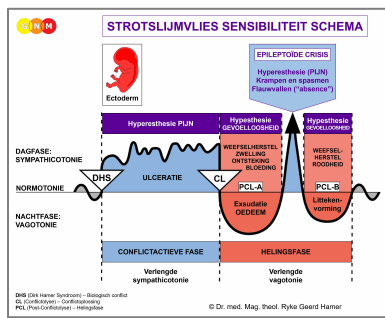 G N M
STROTSLIJMVLIES SENSIBILITEIT SCHEMA
EPILEPTOÏDE CRISIS
Hyperesthesie (PIJN)
Krampen en spasmen
Flauwvallen ("absence")
Ectoderm
Hyperesthesie PIJN
Hypesthesie
GEVOELLOOSHEID
Hypesthesie
GEVOELLOOSHEID
DAGFASE:
SYMPATHICOTONIE
WEEFSELHERSTEL
ZWELLING
ONTSTEKING
BLOEDING
WEEFSEL-
HERSTEL
ROODHEID
DHS
ULCERATIE
CL
NORMOTONIE
PCL-A
PCL-B
NACHTFASE:
VAGOTONIE
Exsudatie
OEDEEM
Litteken-
vorming
CONFLICTACTIEVE FASE
HELINGSFASE
Verlengde
sympathicotonie
Verlengde
vagotonie
DHS (Dirk Hamer Syndroom) – Biologisch conflict
CL (Conflictolyse) – Conflictoplossing
PCL (Post-Conflictolyse) – Helingsfase
© Dr. med. Mag. theol. Ryke Geerd Hamer